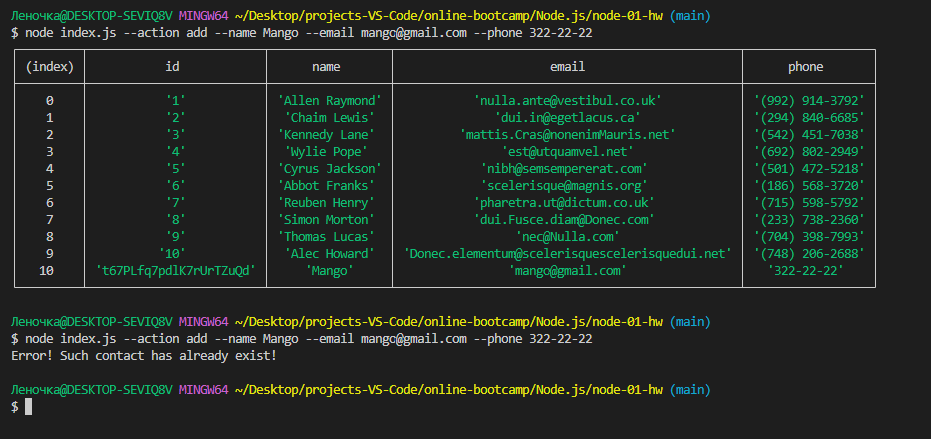 Леночка@DESKTOP-SEVIQ8V MINGW64 ~/Desktop/projects-VS-Code/online-bootcamp/Node.js/node-01-hw (main)
$ node index.js --action add --name Mango --email mango@gmail.com --phone 322-22-22
(index) id name email phone
0 '1' 'Allen Raymond' 'nulla.ante@vestibul.co.uk' '(992) 914-3792'
1 '2' 'Chaim Lewis' 'dui.in@egetlacus.ca' '(294) 840-6685'
2 '3' 'Kennedy Lane' 'mattis.Cras@nonenimMauris.net' '(542) 451-7038'
3 '4' 'Wylie Pope' 'est@utquamvel.net' '(692) 802-2949'
4 '5' 'Cyrus Jackson' 'nibh@semsempererat.com' '(501) 472-5218'
5 '6' 'Abbot Franks' 'scelerisque@magnis.org' '(186) 568-3720'
6 '7' 'Reuben Henry' 'pharetra.ut@dictum.co.uk' '(715) 598-5792'
7 '8' 'Simon Morton' 'dui.Fusce.diam@Donec.com' '(233) 738-2360'
8 '9' 'Thomas Lucas' 'nec@Nulla.com' '(704) 398-7993'
9 '10' 'Alec Howard' 'Donec.elementum@scelerisquescelerisquedui.net' '(748) 206-2688'
10 't67PLfq7pdlK7rUrTZuQd' 'Mango' 'mango@gmail.com' '322-22-22'
Леночка@DESKTOP-SEVIQ8V MINGW64 ~/Desktop/projects-VS-Code/online-bootcamp/Node.js/node-01-hw (main)
$ node index.js --action add --name Mango --email mango@gmail.com --phone 322-22-22
Error! Such contact has already exist!
Леночка@DESKTOP-SEVIQ8V MINGW64 ~/Desktop/projects-VS-Code/online-bootcamp/Node.js/node-01-hw (main)
$